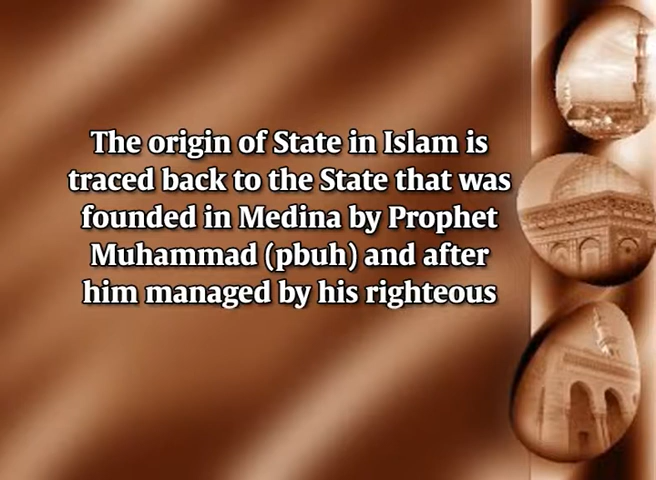 The origin of State in Islam is
traced back to the State that was
founded in Medina by Prophet
Muhammad (pbuh) and after
him managed by his righteous